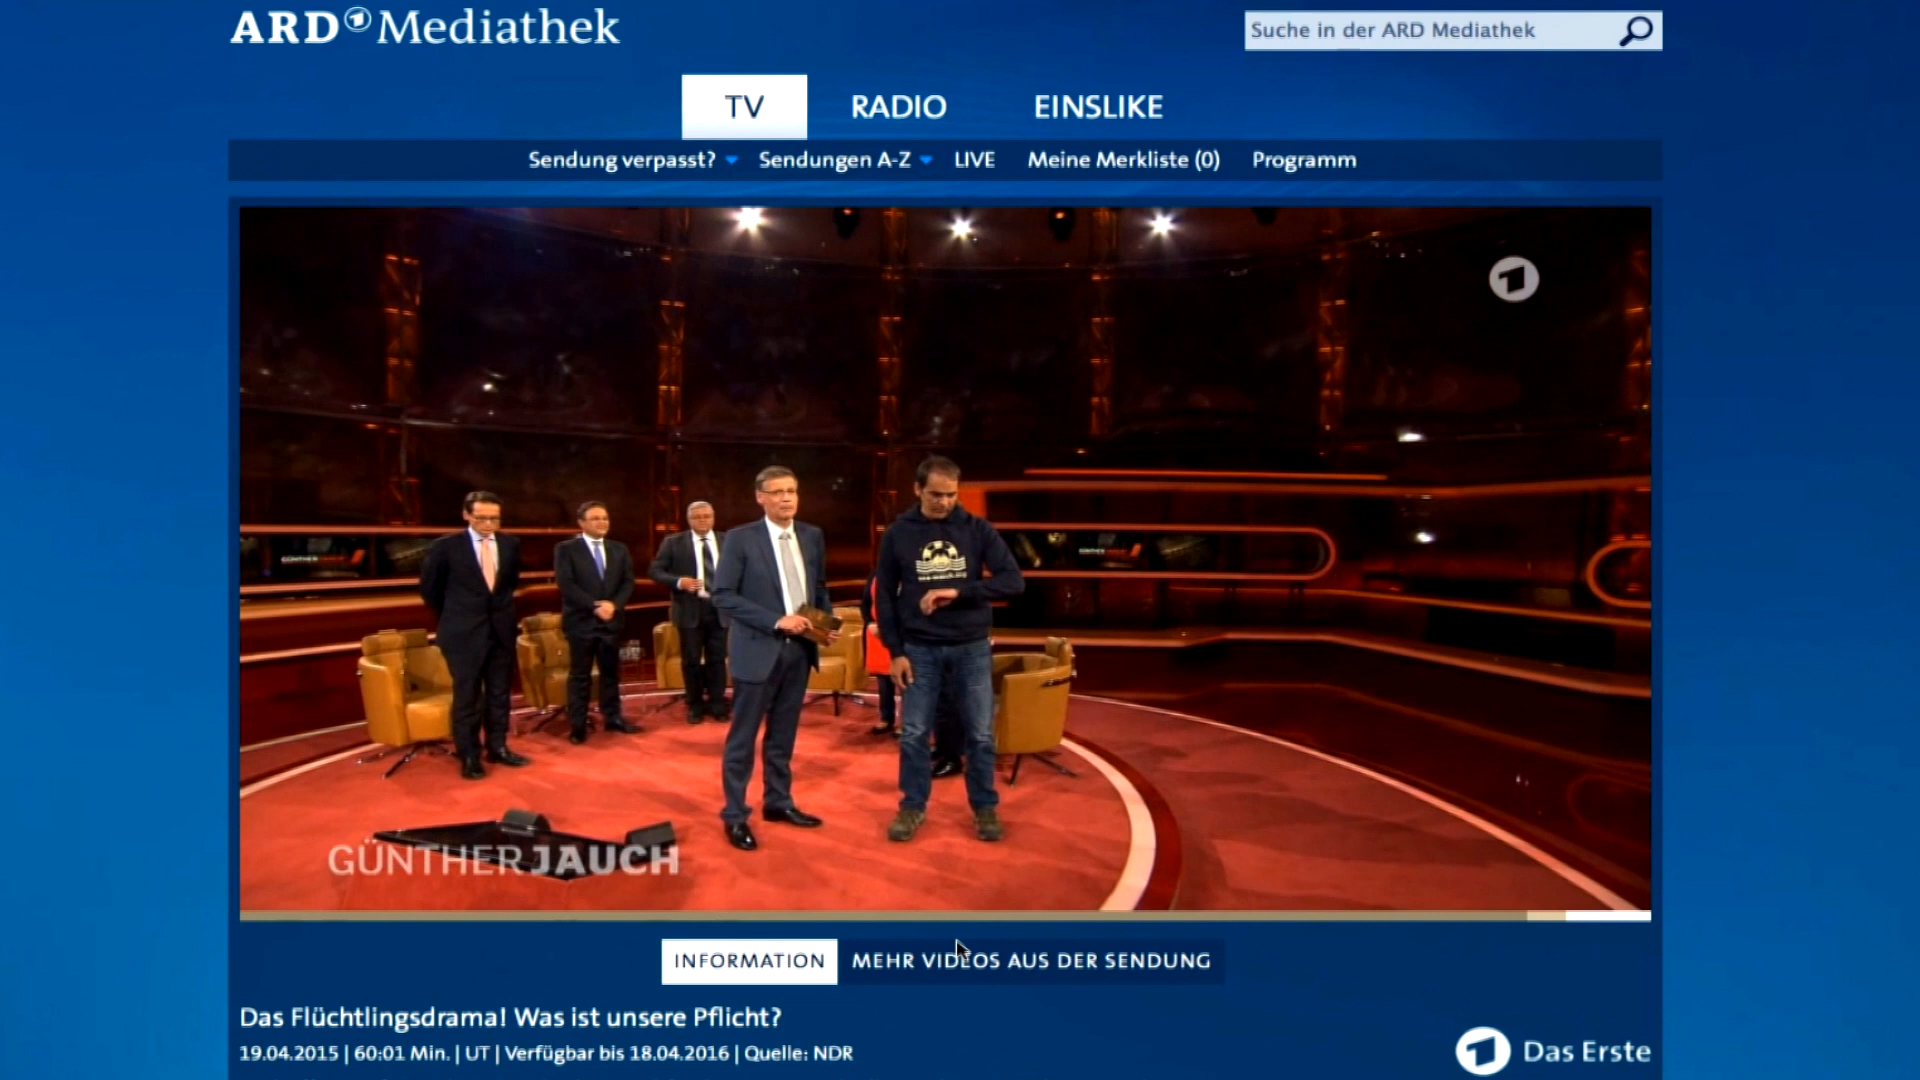 ARD Mediathek
Suche in der ARD Mediathek
TV RADIO EINSLIKE
Sendung verpasst? Sendungen A-Z LIVE Meine Merkliste (0) Programm
GÜNTHER JAUCH
INFORMATION MEHR VIDEOS AUS DER SENDUNG
Das Flüchtlingsdrama! Was ist unsere Pflicht?
19.04.2015 | 60:01 Min. | UT | Verfügbar bis 18.04.2016 | Quelle: NDR
Das Erste